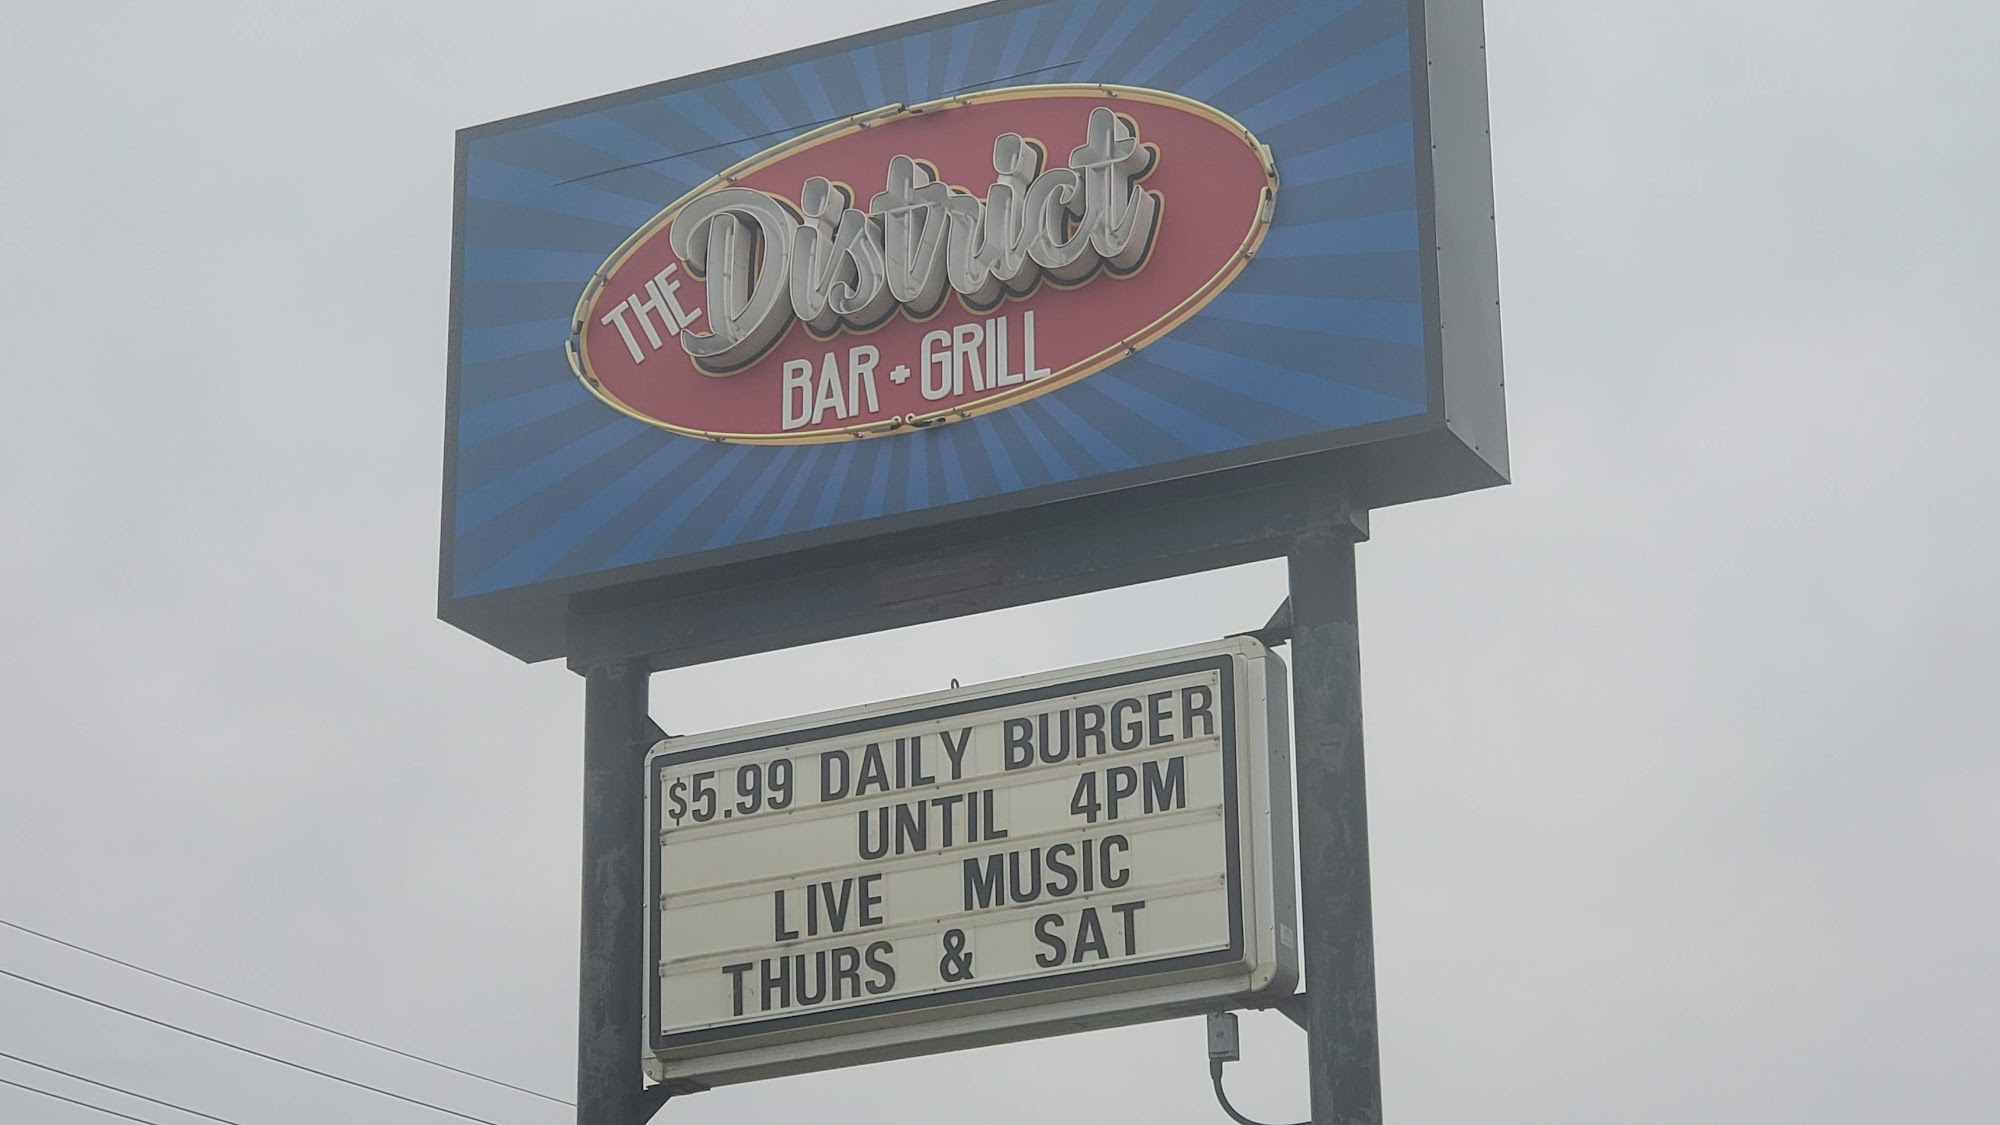 THE District
BAR + GRILL
$5.99 DAILY BURGER
UNTIL 4PM
LIVE MUSIC
THURS & SAT